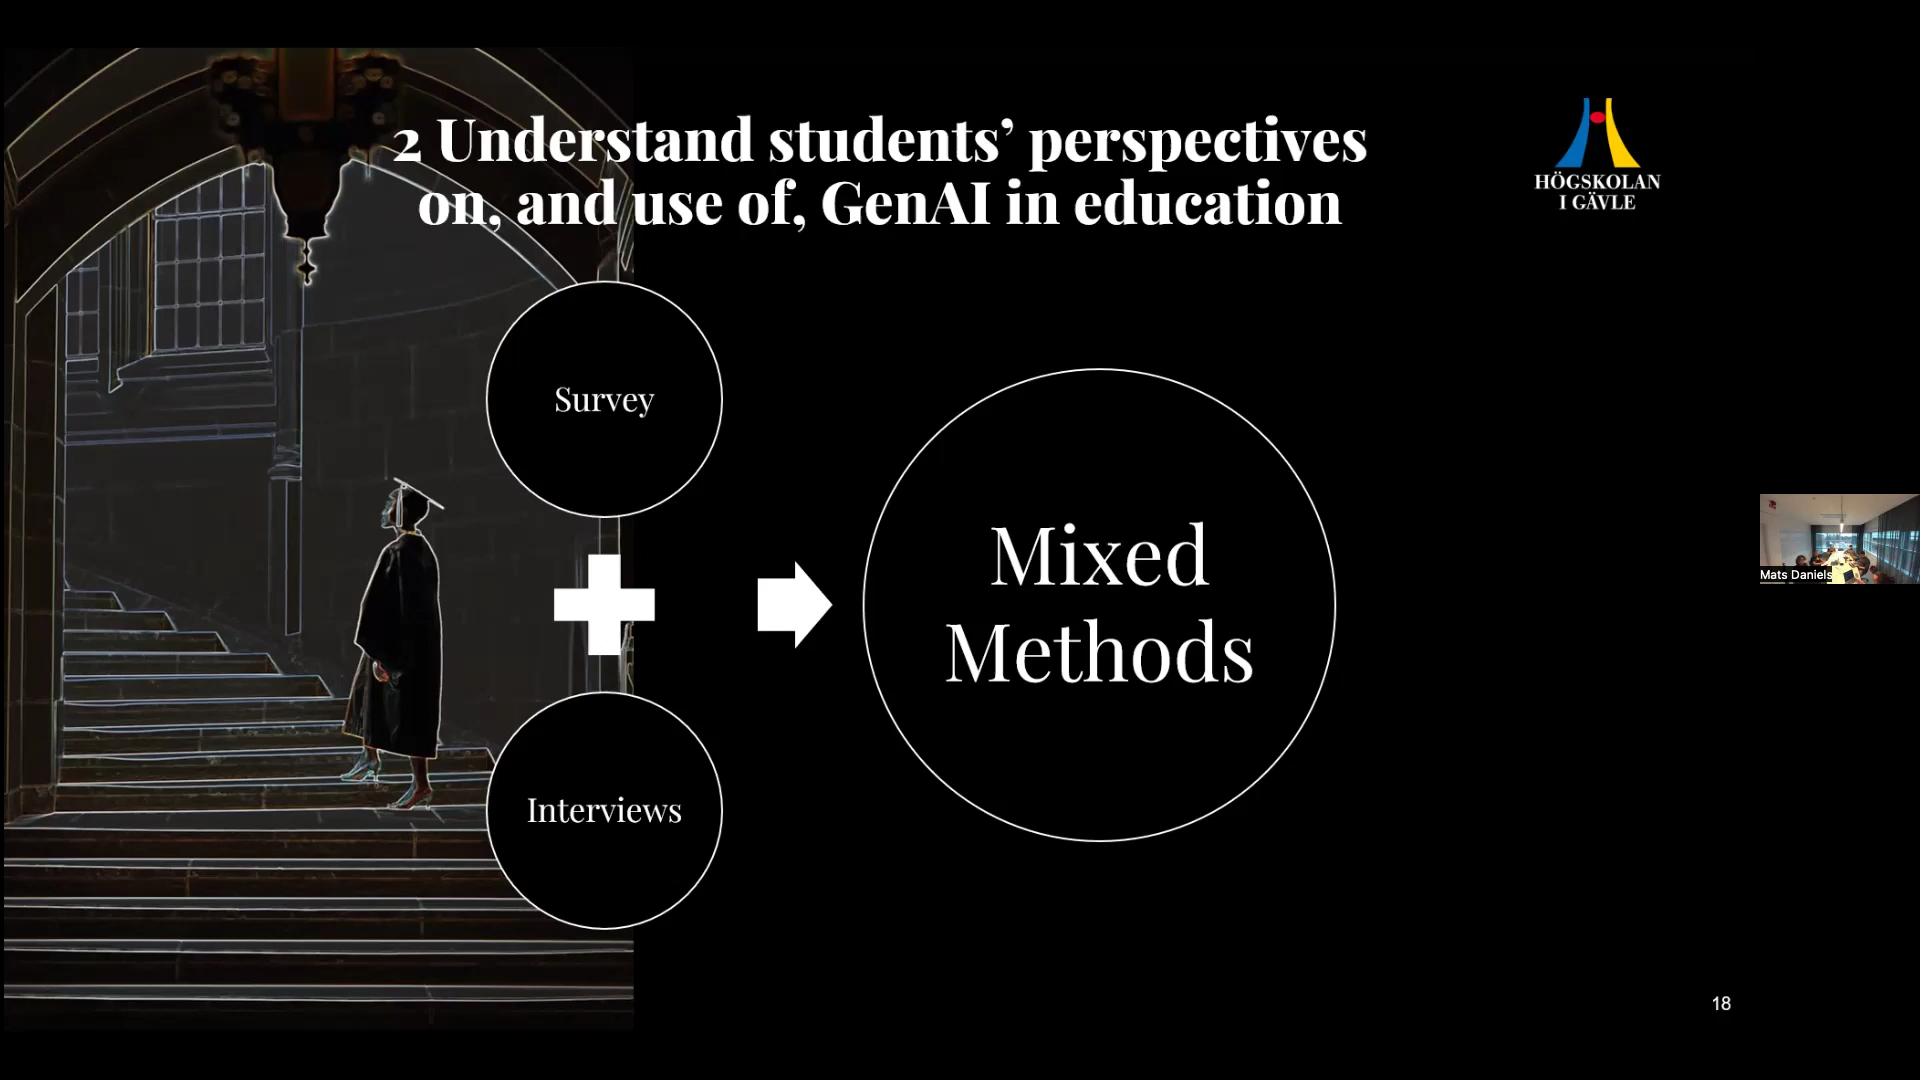 2 Understand students’ perspectives
on, and use of, GenAI in education
HÖGSKOLAN
I GÄVLE
Survey
Mixed
Methods
Interviews
Mats Daniels
18